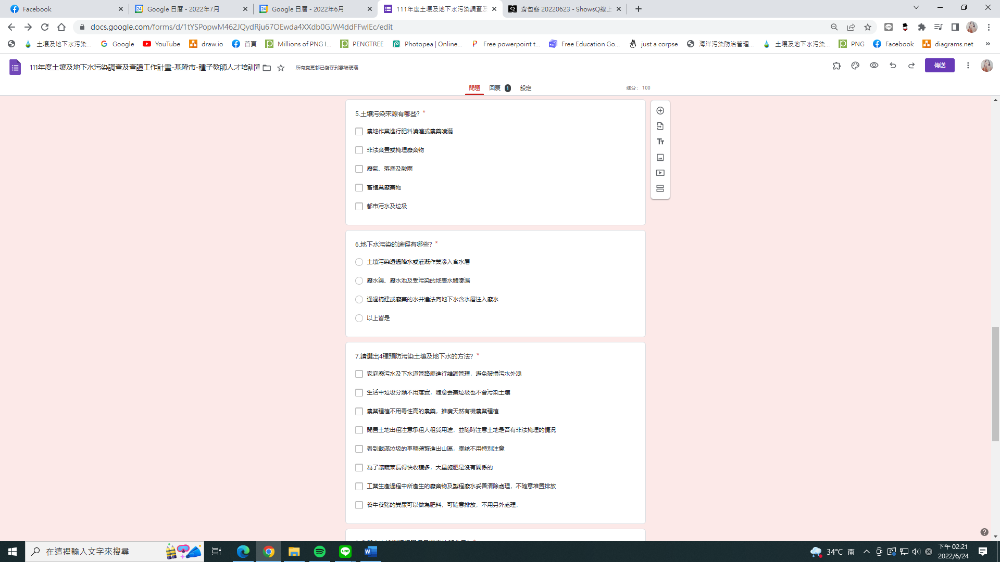 Facebook
Google 日曆 - 2022年7月
Google 日曆 - 2022年6月
111年度土壤及地下水污染調查及
背包客 20220623 - ShowsQ線上
docs.google.com/forms/d/1tYSPopwM462JQydRju67OEwda4XXdb0GJW4ddFFwlEc/edit
土壤及地下水污染...
Google
YouTube
draw.io
首頁
Millions of PNG I...
PENGTREE
Photopea | Online...
Free powerpoint t...
Free Education Go...
just a corpse
海洋污染防治管理...
土壤及地下水污染...
PNG
Facebook
diagrams.net
»
111年度土壤及地下水污染調查及查證工作計畫-基隆市-種子教師人才培訓
所有變更都已儲存到雲端硬碟
傳送
問題
回覆 1
設定
總分: 100
5.土壤污染來源有哪些? *
農地作業進行肥料澆灌或農藥噴灑
非法棄置或掩埋廢棄物
廢氣、落塵及酸雨
畜殖業廢棄物
都市污水及垃圾
6.地下水污染的途徑有哪些? *
土壤污染透過降水或灌溉作業滲入含水層
廢水渠、廢水池及受污染的地表水體滲漏
通過構建或廢棄的水井違法向地下水含水層注入廢水
以上皆是
7.請選出4種預防污染土壤及地下水的方法? *
家庭廢污水及下水道管路應進行維護管理，避免破損污水外洩
生活中垃圾分類不用落實，隨意丟棄垃圾也不會污染土壤
農業種植不用毒性高的農藥，推廣天然有機農業種植
閒置土地出租注意承租人租賃用途，並隨時注意土地是否有非法掩埋的情況
看到載滿垃圾的車輛頻繁進出山區，應該不用特別注意
為了讓蔬菜長得快收穫多，大量施肥是沒有關係的
工業生產過程中所產生的廢棄物及製程廢水妥善清除處理，不隨意堆置排放
養牛養豬的糞尿可以做為肥料，可隨意排放，不用另外處理，
在這裡輸入文字來搜尋
34°C 雨
下午 02:21
2022/6/24